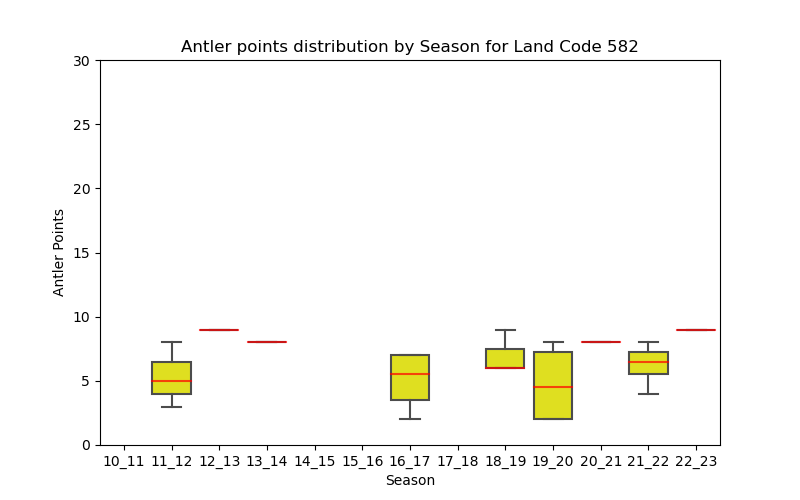 Antler points distribution by Season for Land Code 582
30
25
20
15
10
5
0
Antler Points
10_11 11_12 12_13 13_14 14_15 15_16 16_17 17_18 18_19 19_20 20_21 21_22 22_23
Season